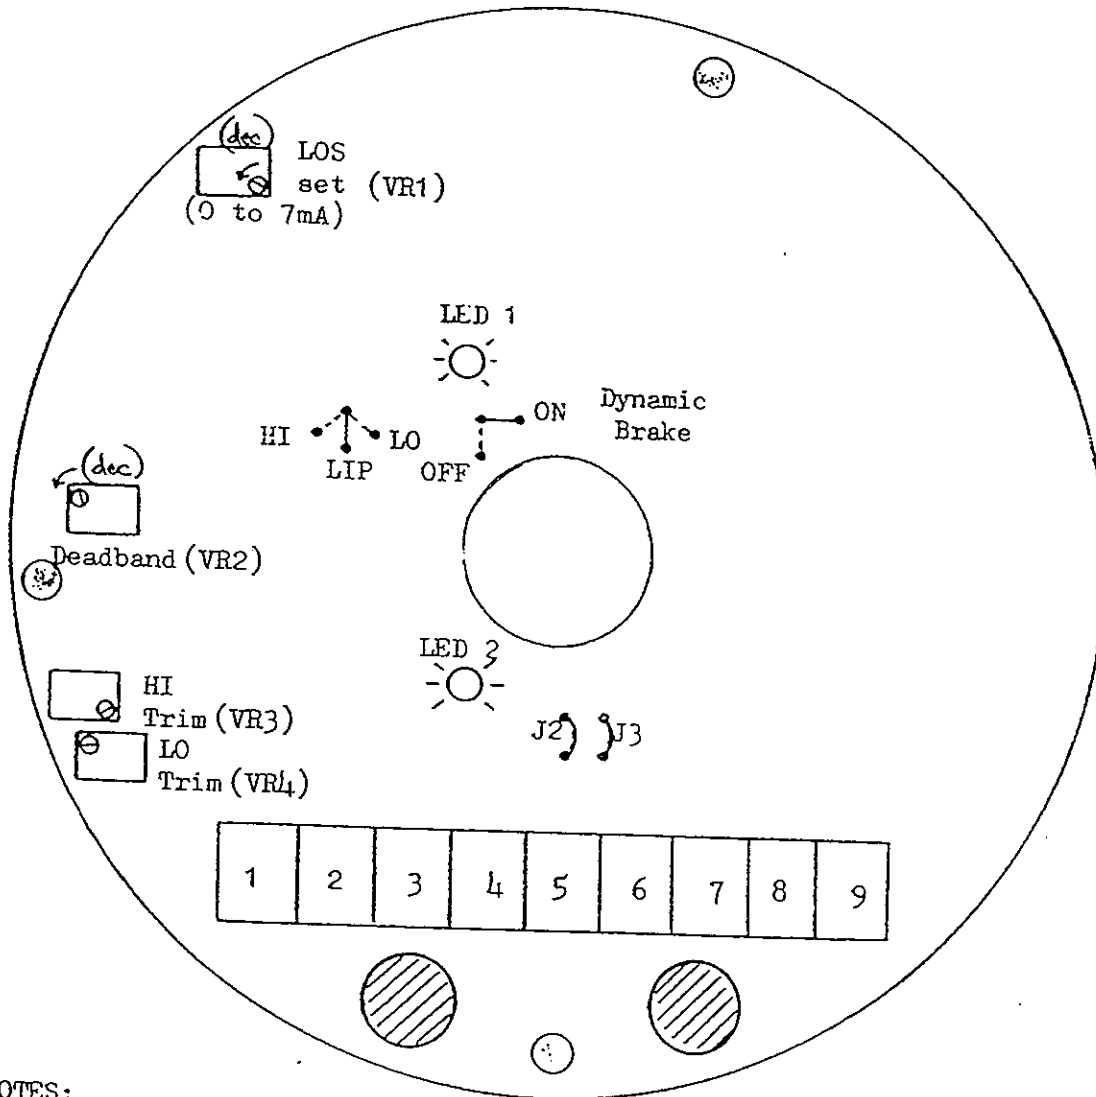 (dec)
LOS
set (VR1)
(0 to 7mA)
LED 1
HI
LO
LIP
ON
OFF
Dynamic
Brake
(dec)
Deadband (VR2)
LED 2
HI
Trim (VR3)
LO
Trim (VR4)
J2
J3
1 2 3 4 5 6 7 8 9
OTES: